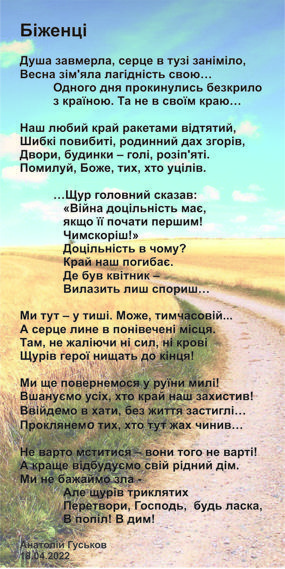 Біженці
Душа завмерла, серце в тузі заніміло,
Весна зім'яла лагідність свою...
Одного дня прокинулись безкрило
з країною. Та не в своїм краю...
Наш любий край ракетами відтятий,
Шибкі повибиті, родинний дах згорів,
Двори, будинки – голі, розіп'яті.
Помилуй, Боже, тих, хто уцілів.
...Щур головний сказав:
«Війна доцільність має,
якщо її почати першим!
Чимскоріш!»
Доцільність в чому?
Край наш погибає.
Де був квітник –
Вилазить лиш спориш...
Ми тут – у тиші. Може, тимчасовій...
А серце лине в понівечені місця.
Там, не жаліючи ні сил, ні крові
Щурів герої нищать до кінця!
Ми ще повернемося у руїни милі!
Вшануємо усіх, хто край наш захистив!
Ввійдемо в хати, без життя застиглі...
Проклянемо тих, хто тут жах чинив...
Не варто мститися – вони того не варті!
А краще відбудуємо свій рідний дім.
Ми не бажаймо зла -
Але щурів триклятих
Перетвори, Господь, будь ласка,
В попіл! В дим!
Анатолій Гуськов
18.04.2022